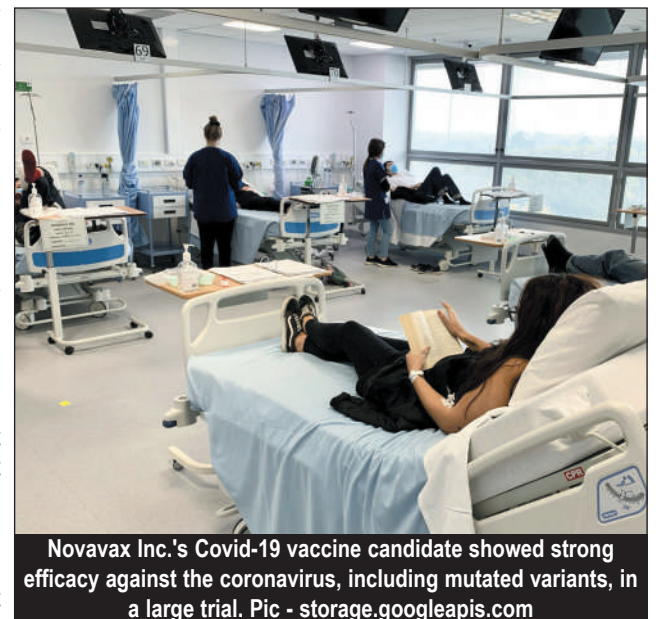 69
CPR
Novavax Inc.'s Covid-19 vaccine candidate showed strong
efficacy against the coronavirus, including mutated variants, in
a large trial. Pic - storage.googleapis.com